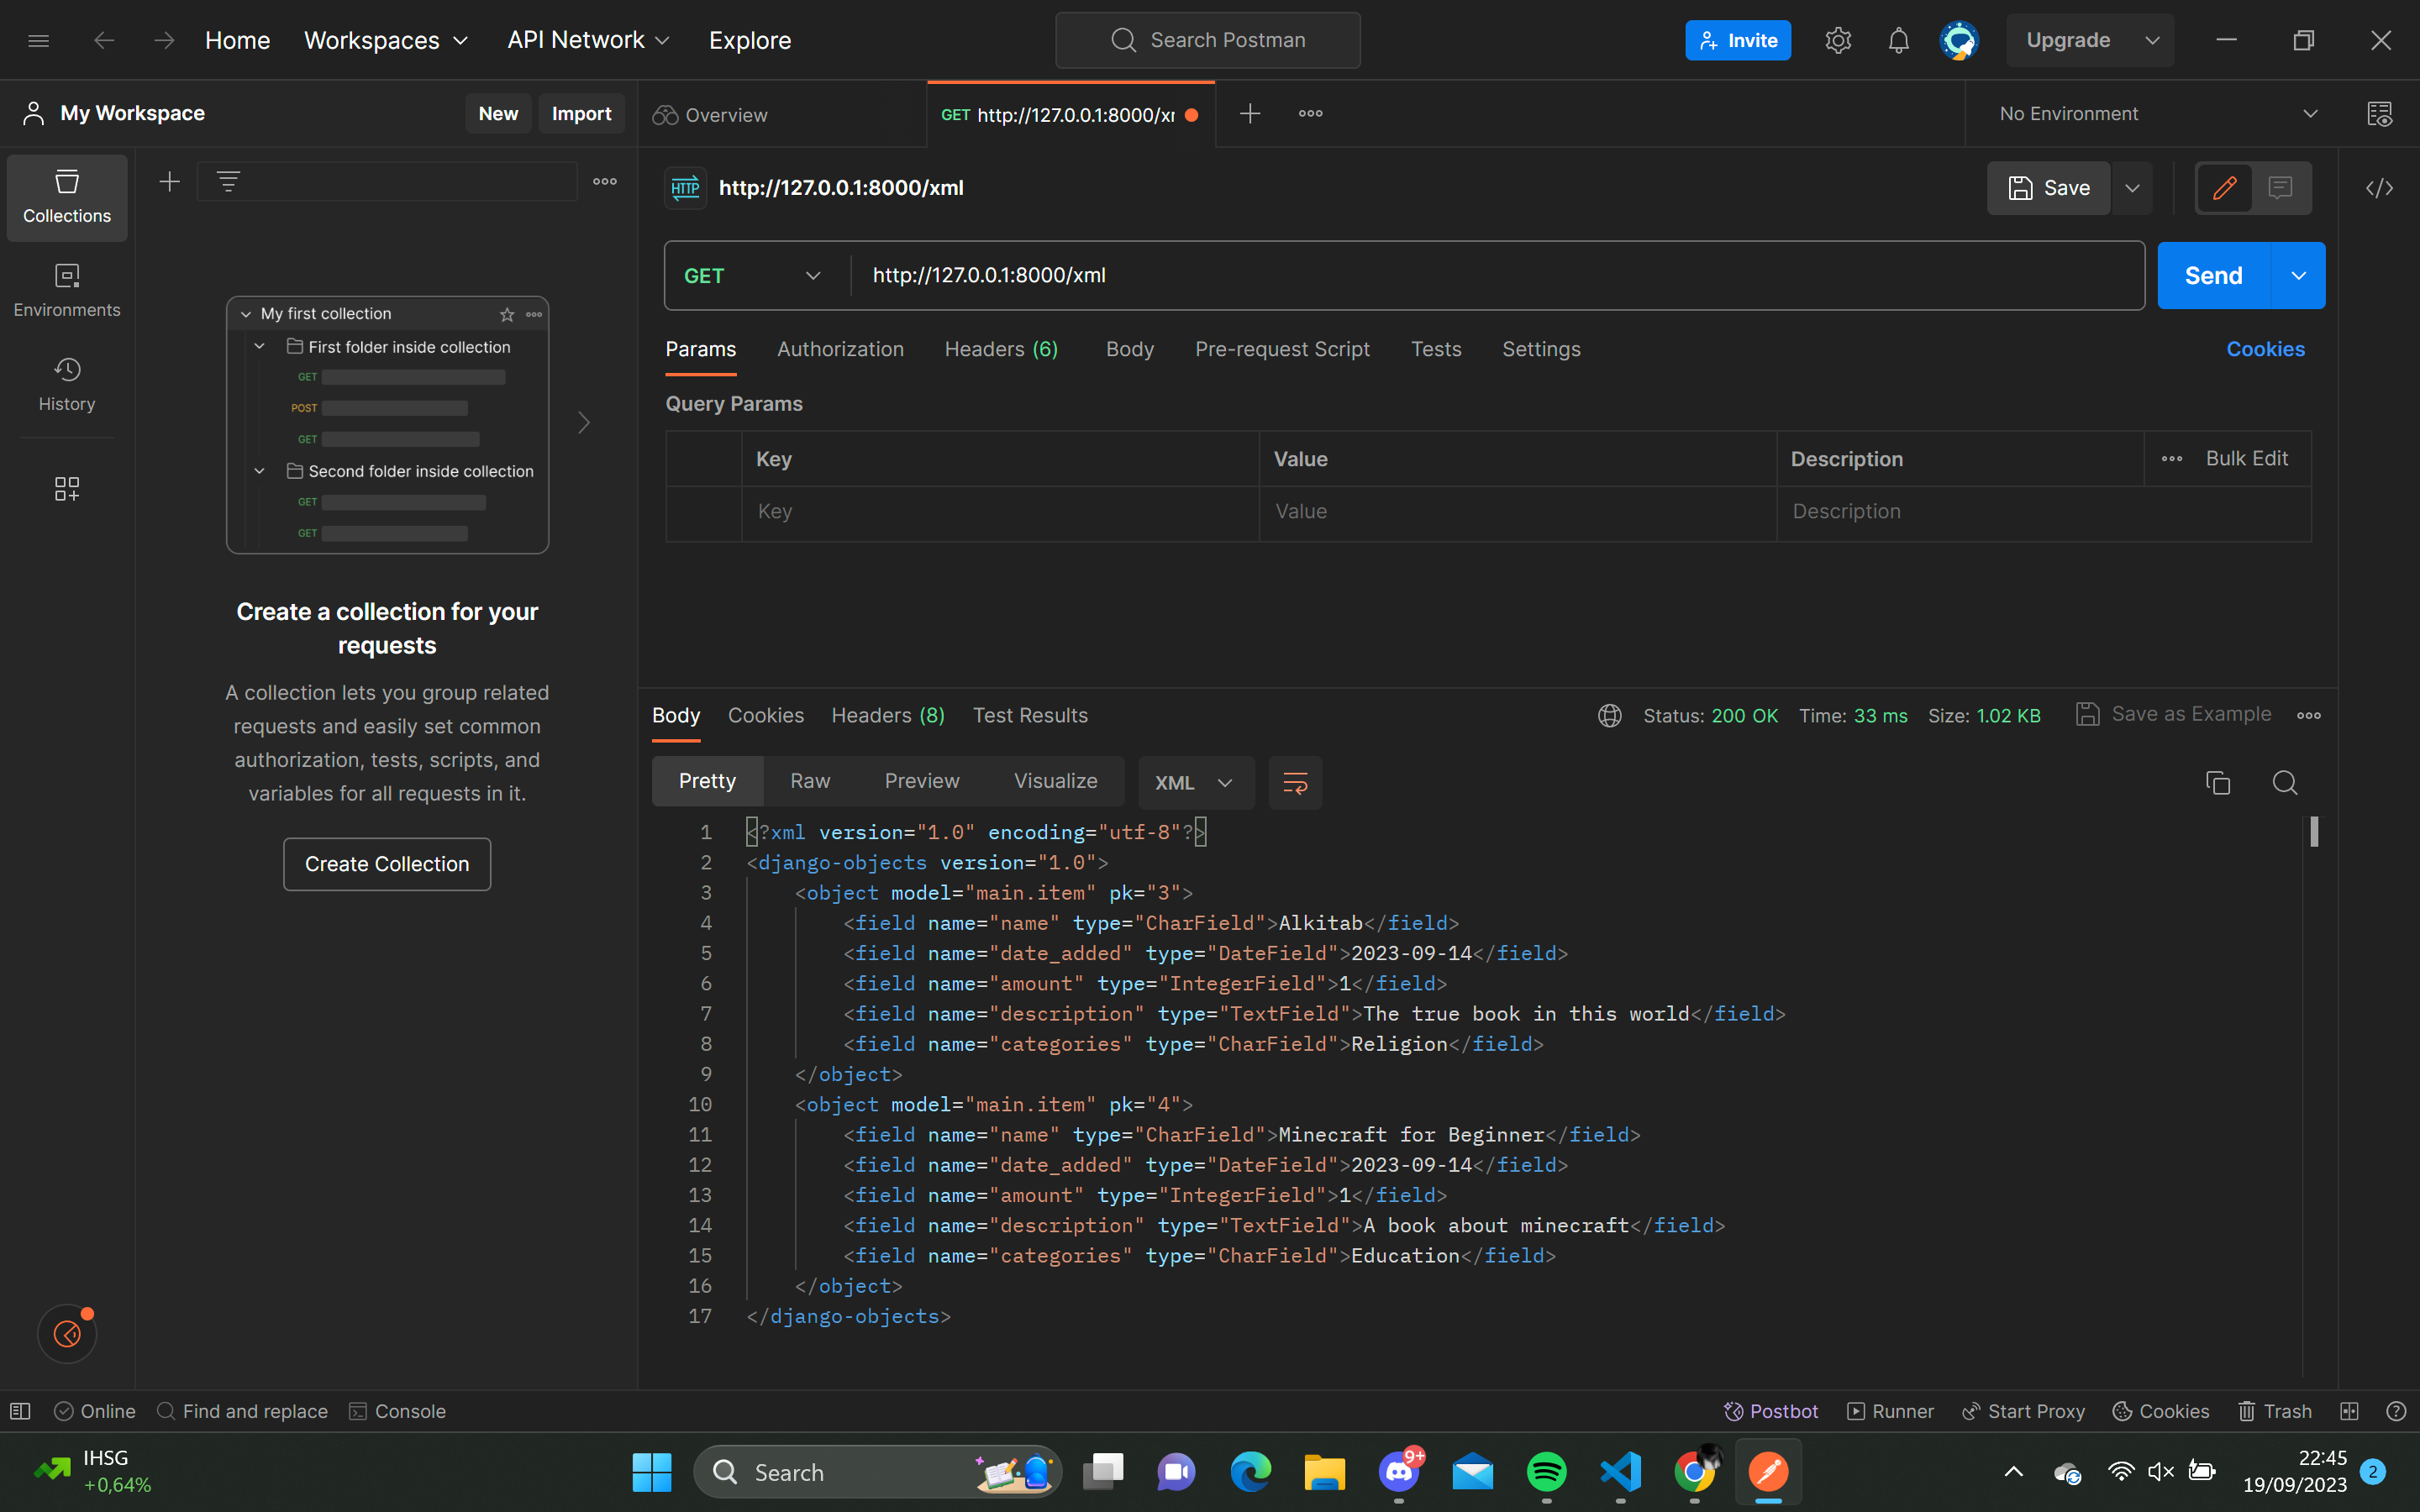 Home Workspaces API Network Explore Search Postman Invite Upgrade
My Workspace New Import Overview GET http://127.0.0.1:8000/x No Environment
Collections
Environments
History
My first collection
First folder inside collection
GET
POST
GET
Second folder inside collection
GET
GET
Create a collection for your
requests
A collection lets you group related
requests and easily set common
authorization, tests, scripts, and
variables for all requests in it.
Create Collection
HTTP http://127.0.0.1:8000/xml Save
GET http://127.0.0.1:8000/xml Send
Params Authorization Headers (6) Body Pre-request Script Tests Settings Cookies
Query Params
Key Value Description Bulk Edit
Key Value Description
Body Cookies Headers (8) Test Results Status: 200 OK Time: 33 ms Size: 1.02 KB Save as Example
Pretty Raw Preview Visualize XML
1 <?xml version="1.0" encoding="utf-8"?>
2 <django-objects version="1.0">
3 <object model="main.item" pk="3">
4 <field name="name" type="CharField">Alkitab</field>
5 <field name="date_added" type="DateField">2023-09-14</field>
6 <field name="amount" type="IntegerField">1</field>
7 <field name="description" type="TextField">The true book in this world</field>
8 <field name="categories" type="CharField">Religion</field>
9 </object>
10 <object model="main.item" pk="4">
11 <field name="name" type="CharField">Minecraft for Beginner</field>
12 <field name="date_added" type="DateField">2023-09-14</field>
13 <field name="amount" type="IntegerField">1</field>
14 <field name="description" type="TextField">A book about minecraft</field>
15 <field name="categories" type="CharField">Education</field>
16 </object>
17 </django-objects>
Online Find and replace Console Postbot Runner Start Proxy Cookies Trash
IHSG
+0,64%
Search
9+
22:45
19/09/2023
2